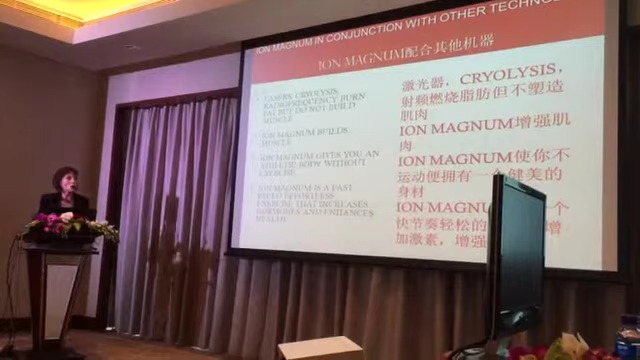 ION MAGNUM IN CONJUNCTION WITH OTHER
ION MAGNUM配合其他机器
LASERS, CRYOLYSIS,
RADIOFREQUENCY BURN
FAT BUT DO NOT BUILD
MUSCLE
ION MAGNUM BUILDS
MUSCLE
ION MAGNUM GIVES YOU AN
ATHLETIC BODY WITHOUT
EXERCISE
ION MAGNUM IS A FAST
EFFORTLESS
EXERCISE THAT INCREASES
HORMONES AND ENHANCES
HEALTH
激光器，CRYOLYSIS，
射频燃烧脂肪但不塑造
肌肉
ION MAGNUM增强肌
肉
ION MAGNUM使你不
运动便拥有一个健美的
身材
ION 个
快节奏轻松的 增
加激素，增强